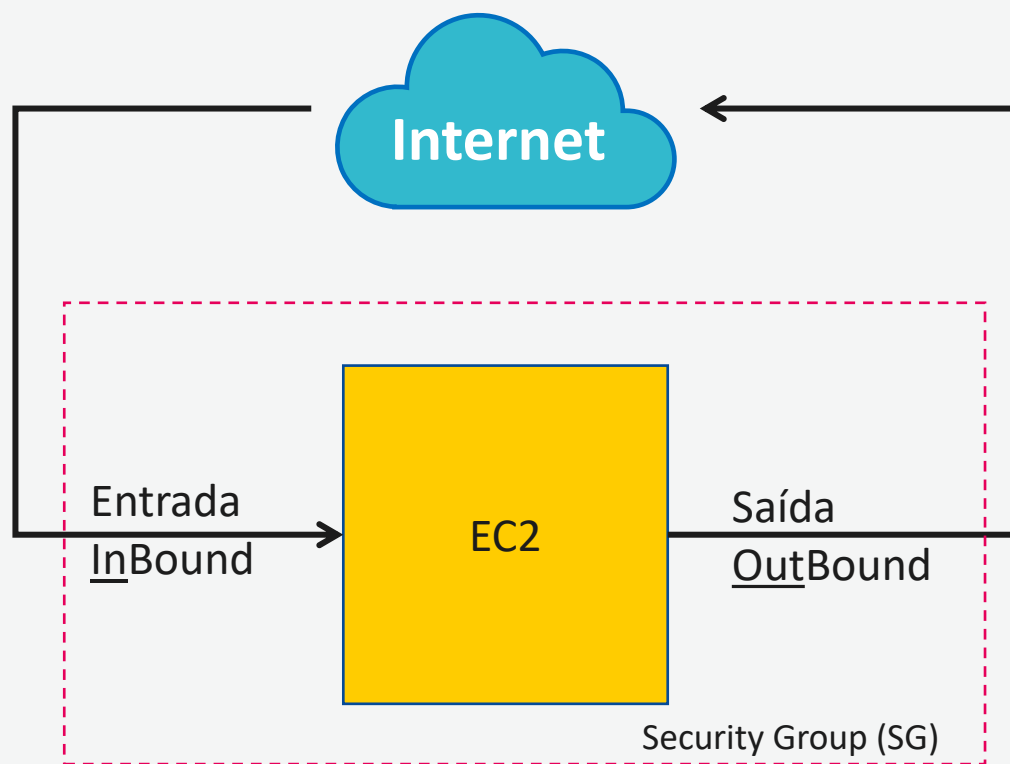 Internet
Entrada
InBound
EC2
Saída
OutBound
Security Group (SG)